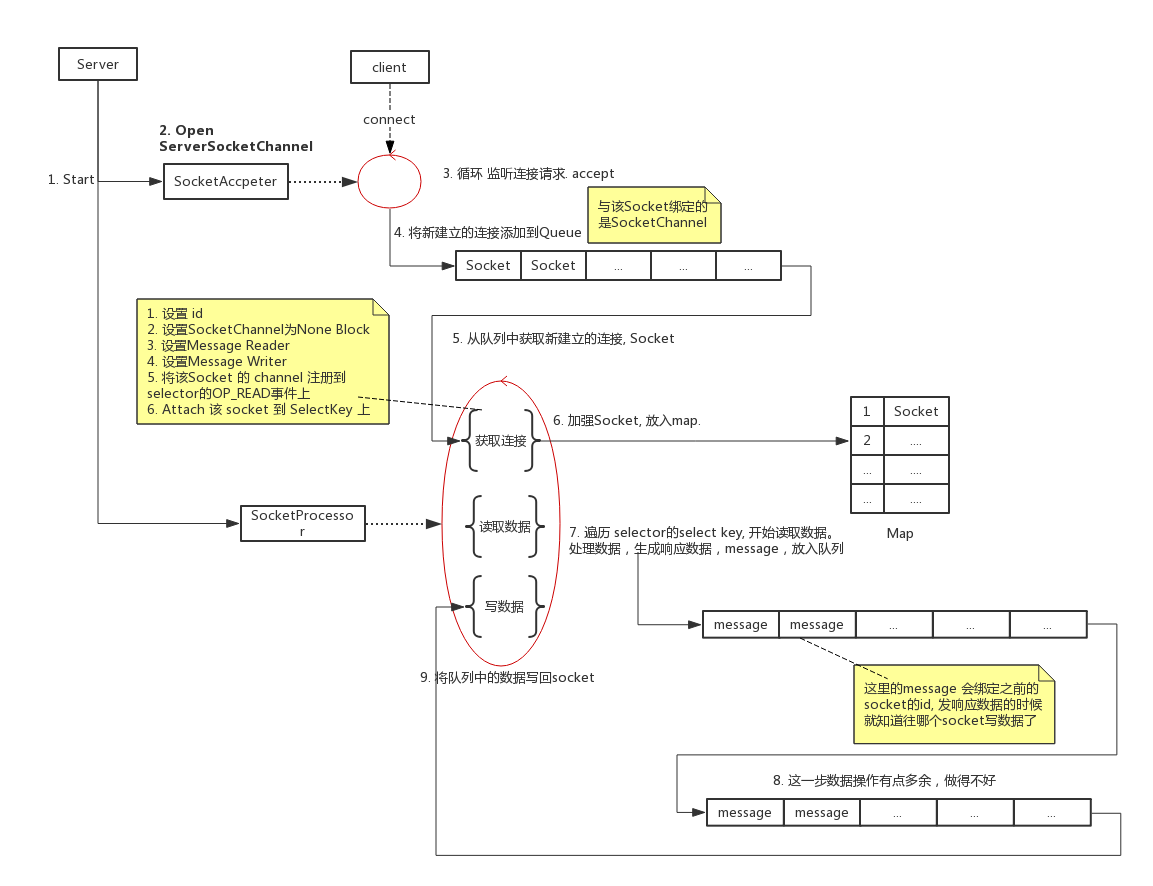 Server
client
connect
2. Open
ServerSocketChannel
1. Start
SocketAccpeter
3. 循环 监听连接请求. accept
与该Socket绑定的
是SocketChannel
4. 将新建立的连接添加到Queue
Socket Socket ... ... ...
1. 设置 id
2. 设置SocketChannel为None Block
3. 设置Message Reader
4. 设置Message Writer
5. 将该Socket 的 channel 注册到
selector的OP_READ事件上
6. Attach 该 socket 到 SelectKey 上
5. 从队列中获取新建立的连接, Socket
6. 加强Socket, 放入map.
获取连接
1 Socket
2 ....
... ....
... ....
Map
SocketProcesso
r
读取数据
7. 遍历 selector的select key, 开始读取数据。
处理数据，生成响应数据，message，放入队列
写数据
message message ... ... ...
9. 将队列中的数据写回socket
这里的message 会绑定之前的
socket的id, 发响应数据的时候
就知道往哪个socket写数据了
8. 这一步数据操作有点多余，做得不好
message message ... ... ...